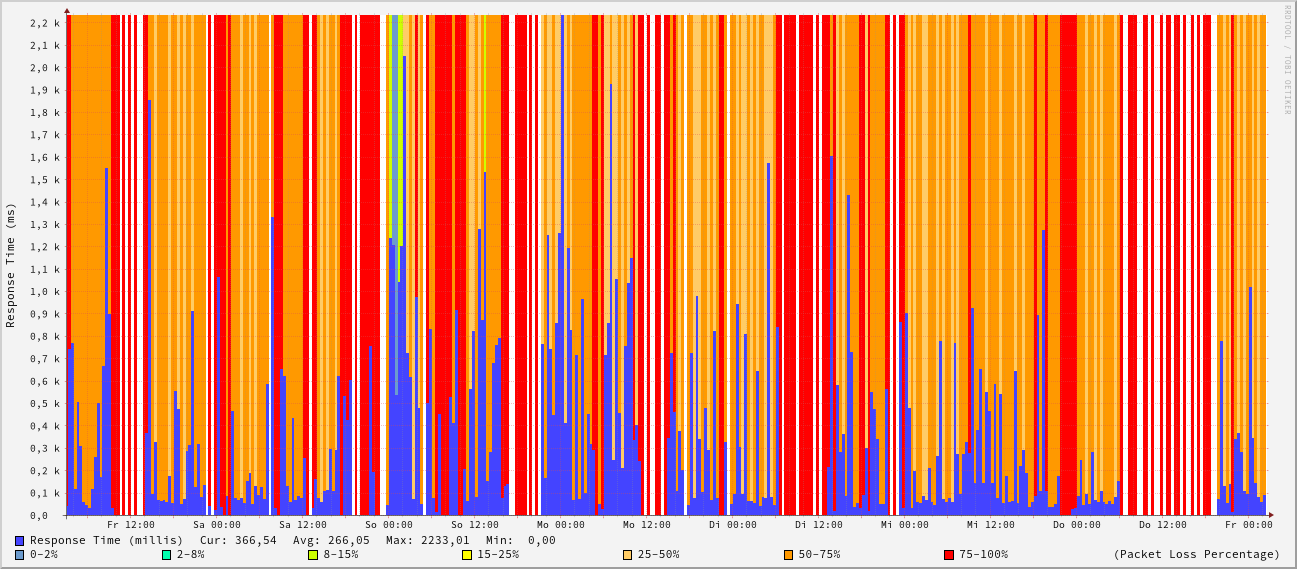 RRDTOOL / TOBI OETIKER
Response Time (ms)
2,2 k
2,1 k
2,0 k
1,9 k
1,8 k
1,7 k
1,6 k
1,5 k
1,4 k
1,3 k
1,2 k
1,1 k
1,0 k
0,9 k
0,8 k
0,7 k
0,6 k
0,5 k
0,4 k
0,3 k
0,2 k
0,1 k
0,0
Fr 12:00 Sa 00:00 Sa 12:00 So 00:00 So 12:00 Mo 00:00 Mo 12:00 Di 00:00 Di 12:00 Mi 00:00 Mi 12:00 Do 00:00 Do 12:00 Fr 00:00
Response Time (millis) Cur: 366,54 Avg: 266,05 Max: 2233,01 Min: 0,00
0-2% 2-8% 8-15% 15-25% 25-50% 50-75% 75-100% (Packet Loss Percentage)